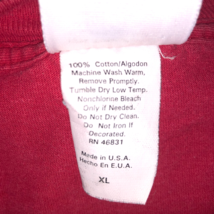 100% Cotton/Algodon
Machine Wash Warm,
Remove Promptly.
Tumble Dry Low Temp.
Nonchlorine Bleach
Only if Needed.
Do Not Dry Clean.
Do Not Iron If
Decorated.
RN 46831
Made in U.S.A.
Hecho En E.U.A.
XL